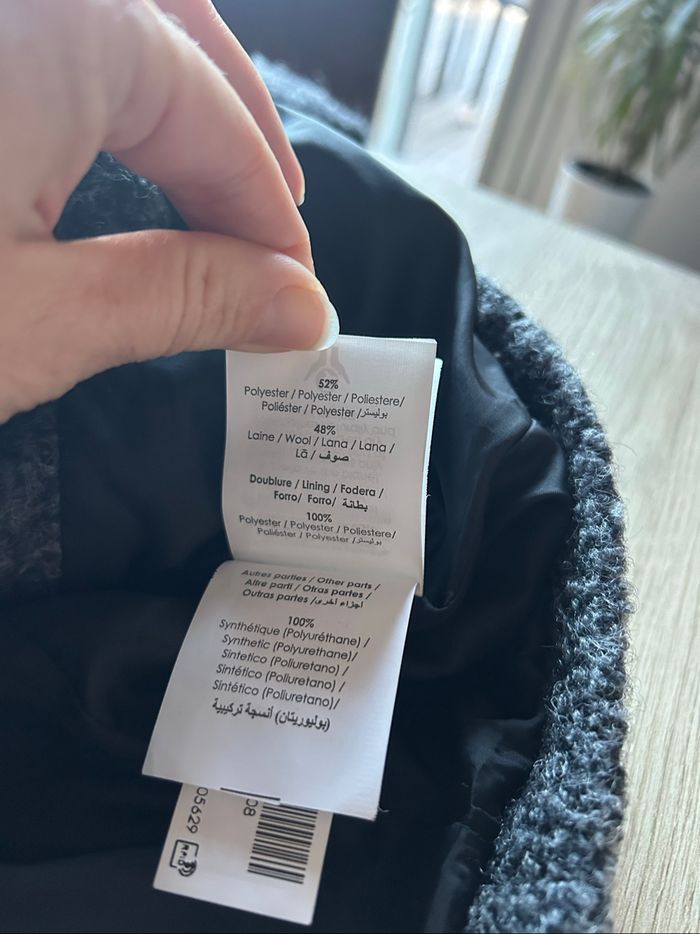 52%
Polyester / Polyester / Poliestere/
Poliéster / Polyester /بوليستر
48%
Laine / Wool / Lana / Lana /
Lã / صوف
Doublure / Lining / Fodera /
Forro/ Forro/ بطانة
100%
Polyester / Polyester / Poliestere/
Poliéster / Polyester /بوليستر
Autres parties / Other parts /
Altre parti / Otras partes /
Outras partes /أجزاء أخرى
100%
Synthétique (Polyuréthane) /
Synthetic (Polyurethane)/
Sintetico (Poliuretano) /
Sintético (Poliuretano) /
Sintético (Poliuretano)/
(بوليوريتان) أنسجة تركيبية
05629
08
RFID